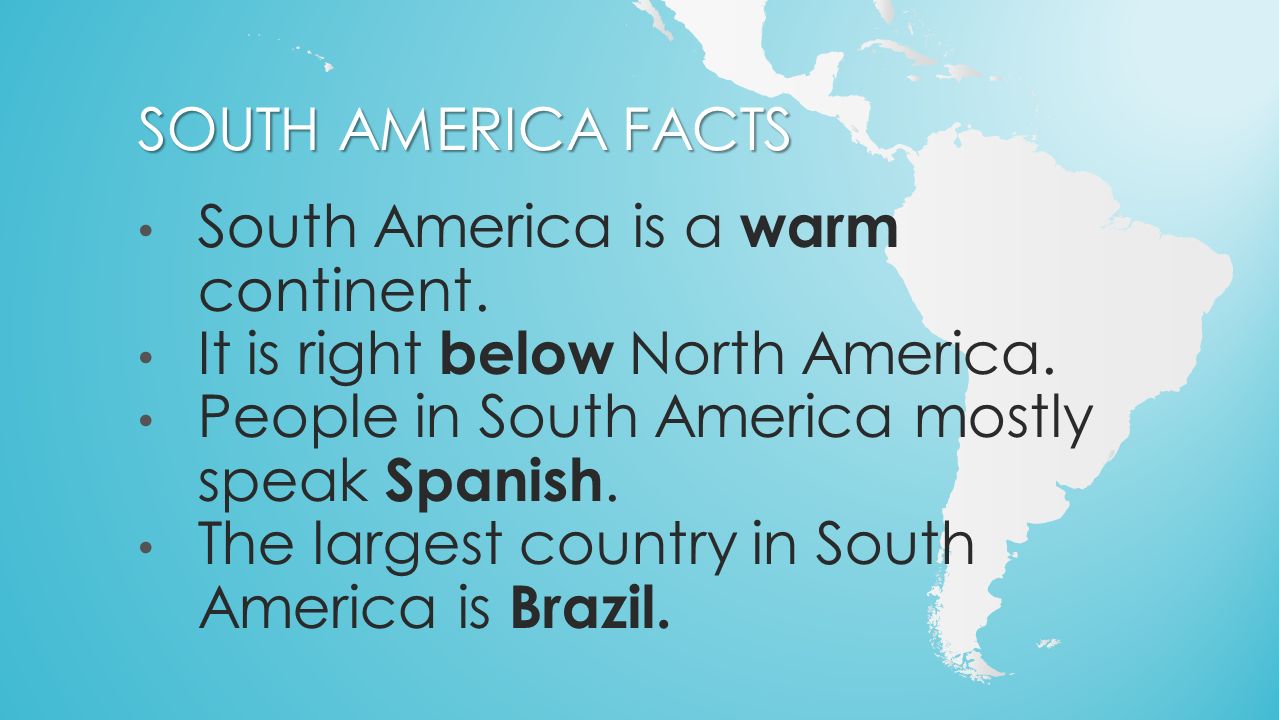 SOUTH AMERICA FACTS
• South America is a warm
continent.
• It is right below North America.
• People in South America mostly
speak Spanish.
• The largest country in South
America is Brazil.